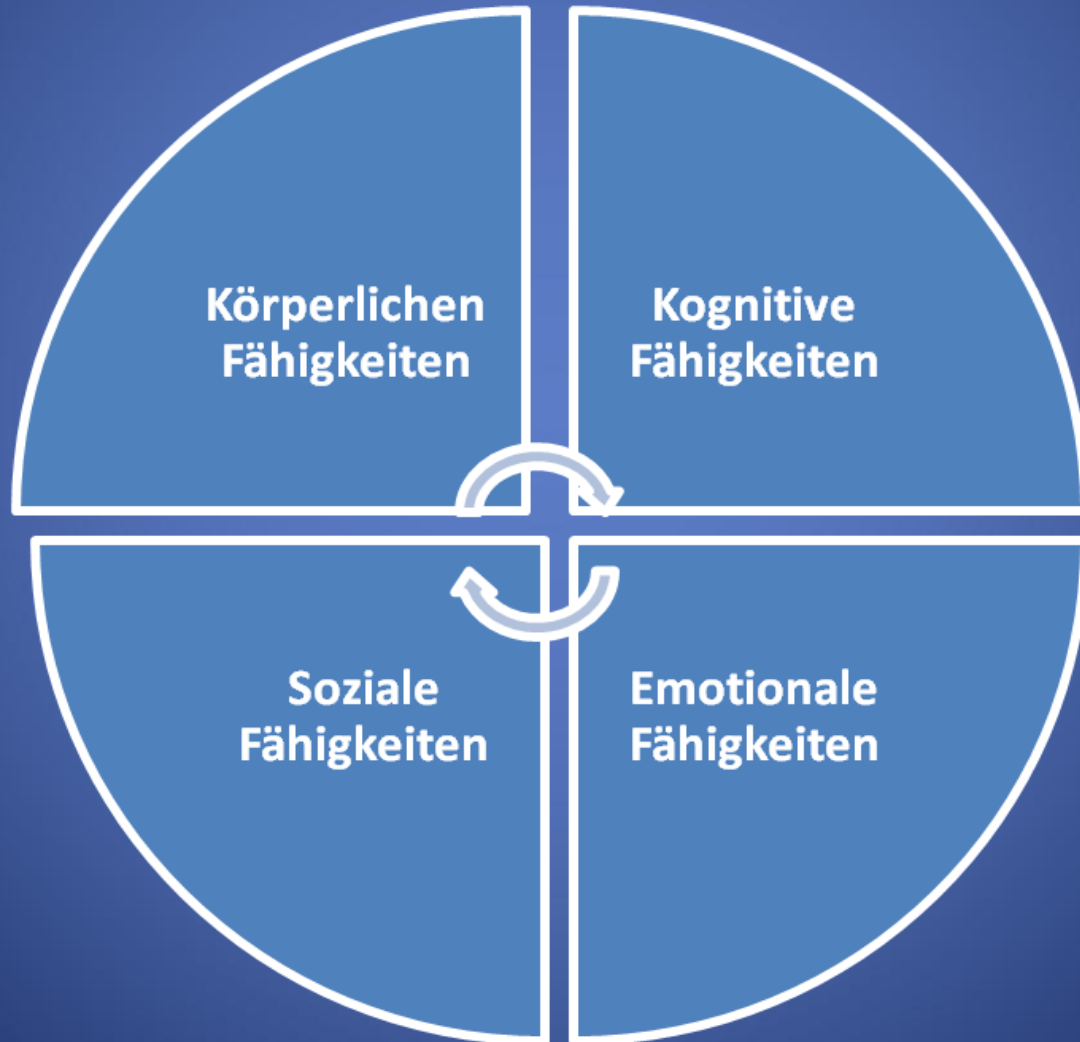 Körperlichen
Fähigkeiten
Kognitive
Fähigkeiten
Soziale
Fähigkeiten
Emotionale
Fähigkeiten